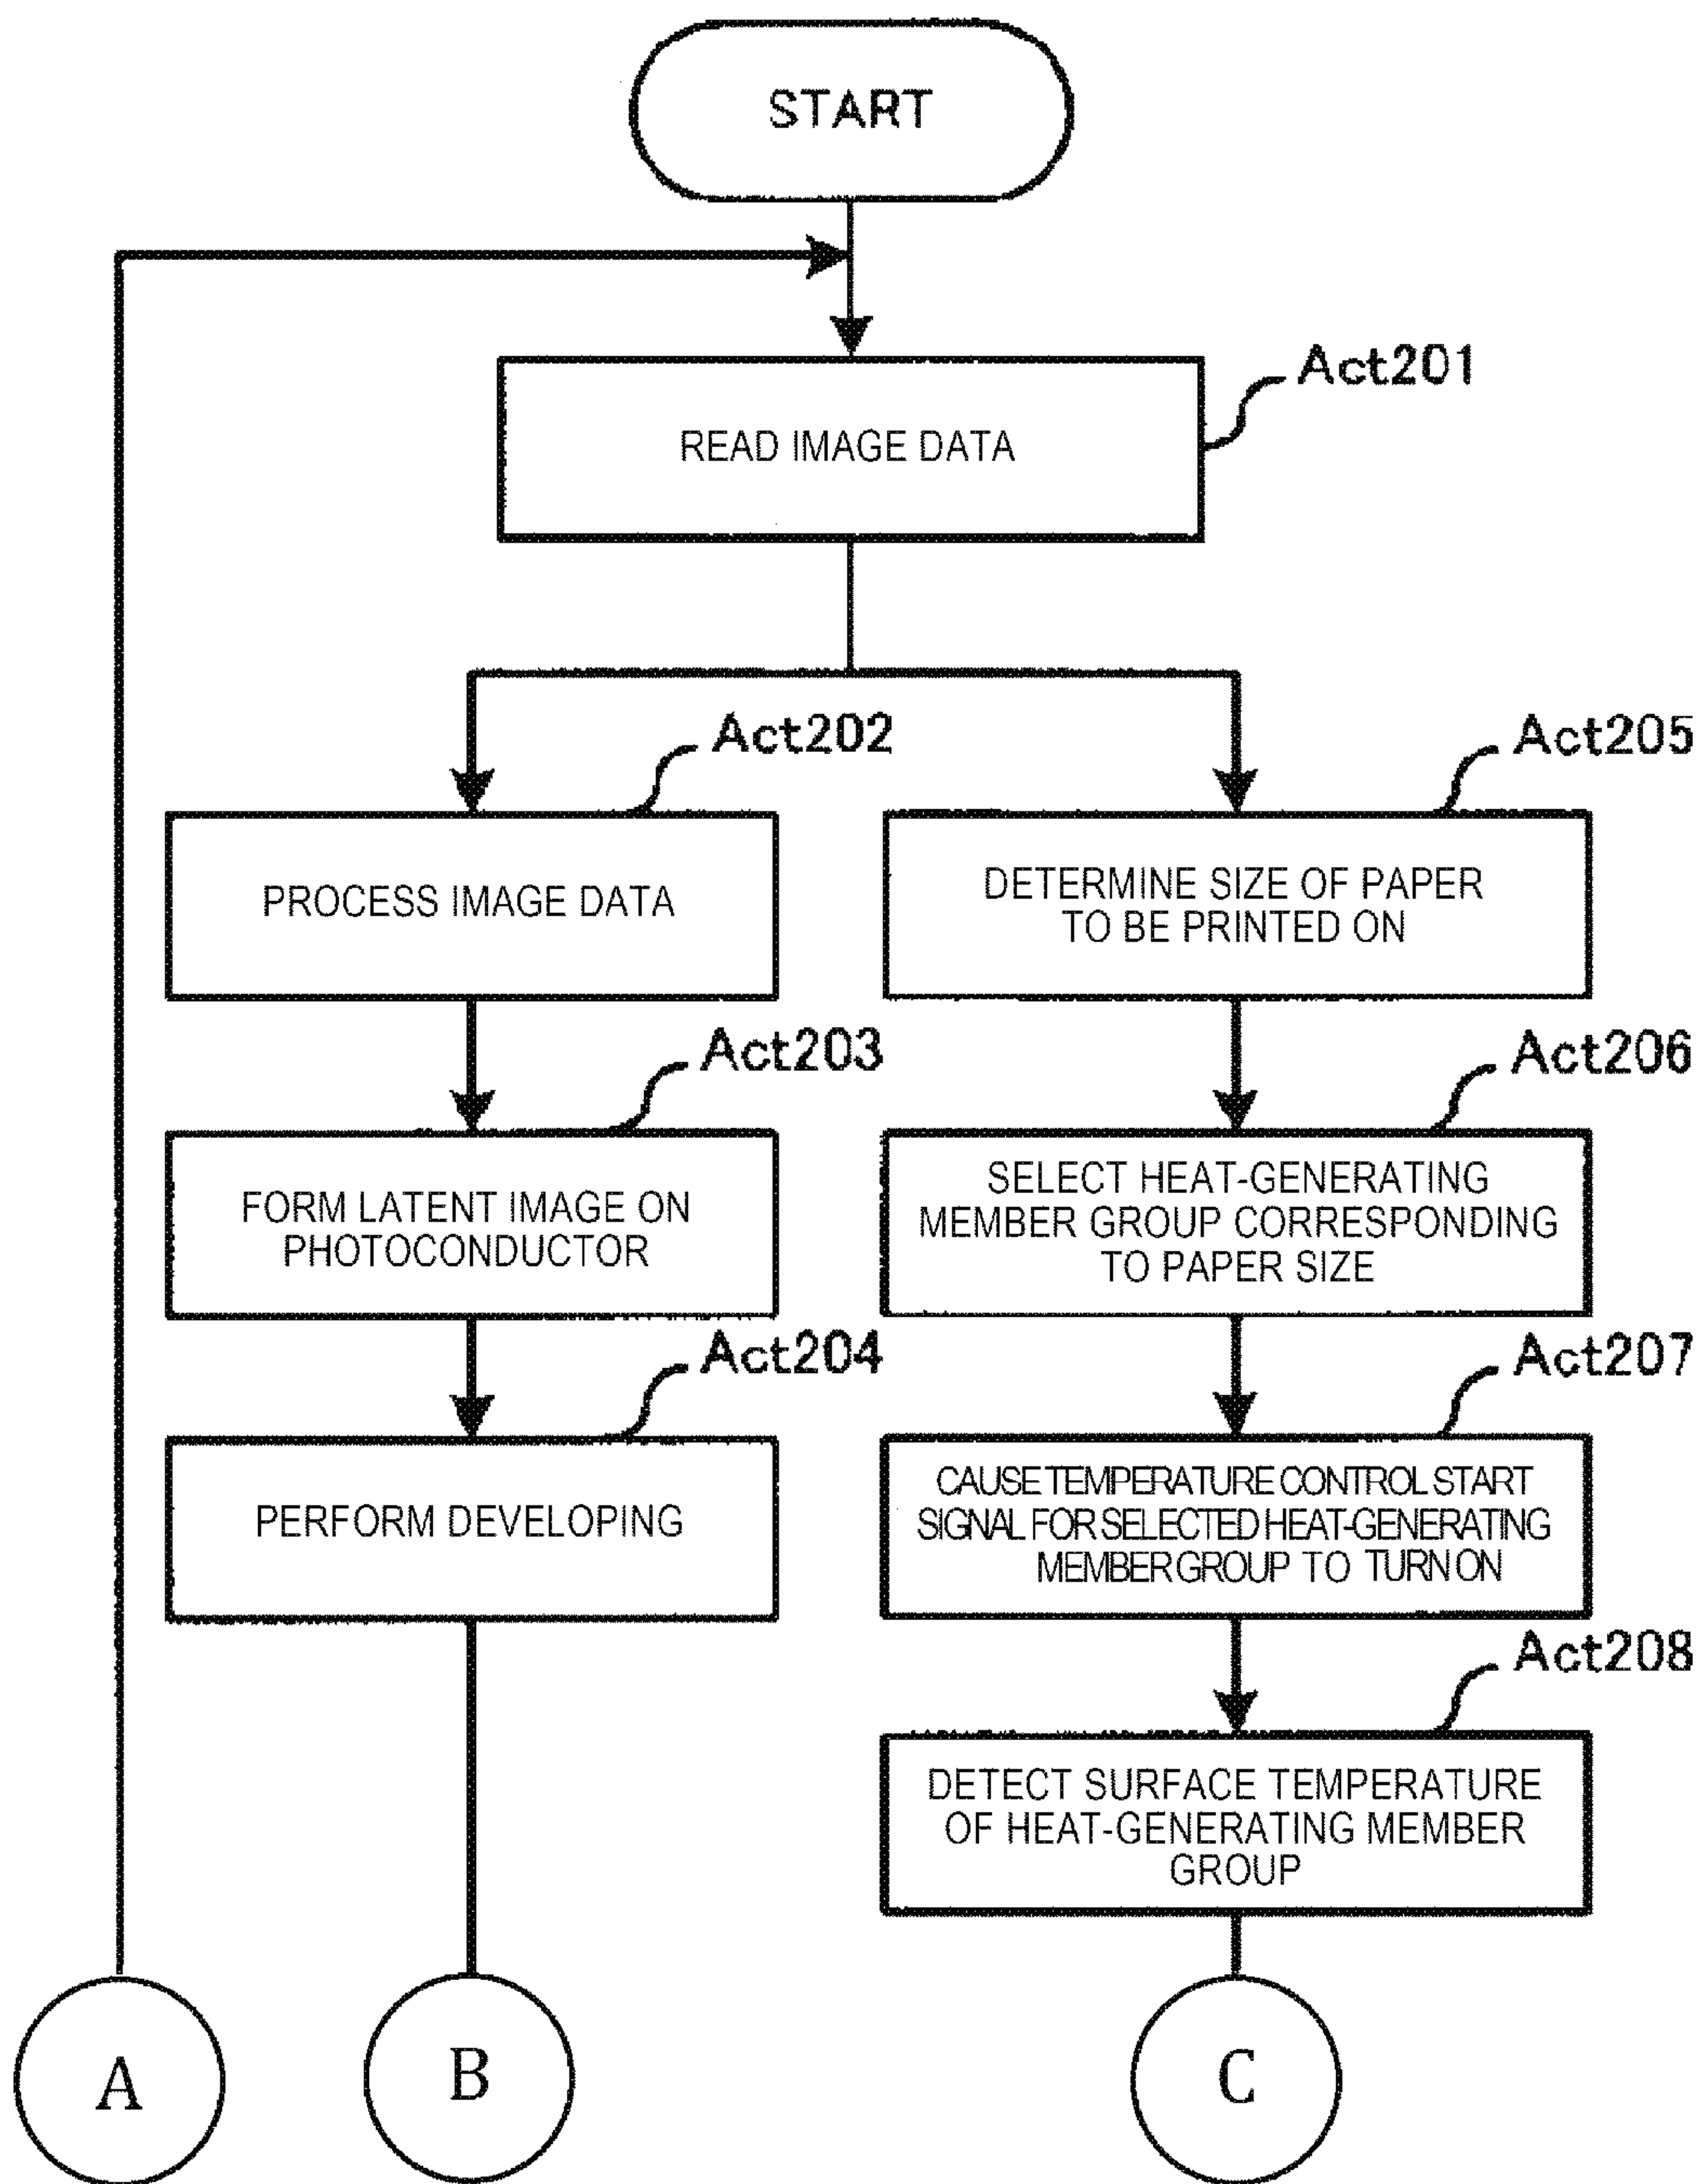 START
Act201
READ IMAGE DATA
Act202
PROCESS IMAGE DATA
Act203
FORM LATENT IMAGE ON
PHOTOCONDUCTOR
Act204
PERFORM DEVELOPING
Act205
DETERMINE SIZE OF PAPER
TO BE PRINTED ON
Act206
SELECT HEAT-GENERATING
MEMBER GROUP CORRESPONDING
TO PAPER SIZE
Act207
CAUSE TEMPERATURE CONTROL START
SIGNAL FOR SELECTED HEAT-GENERATING
MEMBER GROUP TO TURN ON
Act208
DETECT SURFACE TEMPERATURE
OF HEAT-GENERATING MEMBER
GROUP
A
B
C